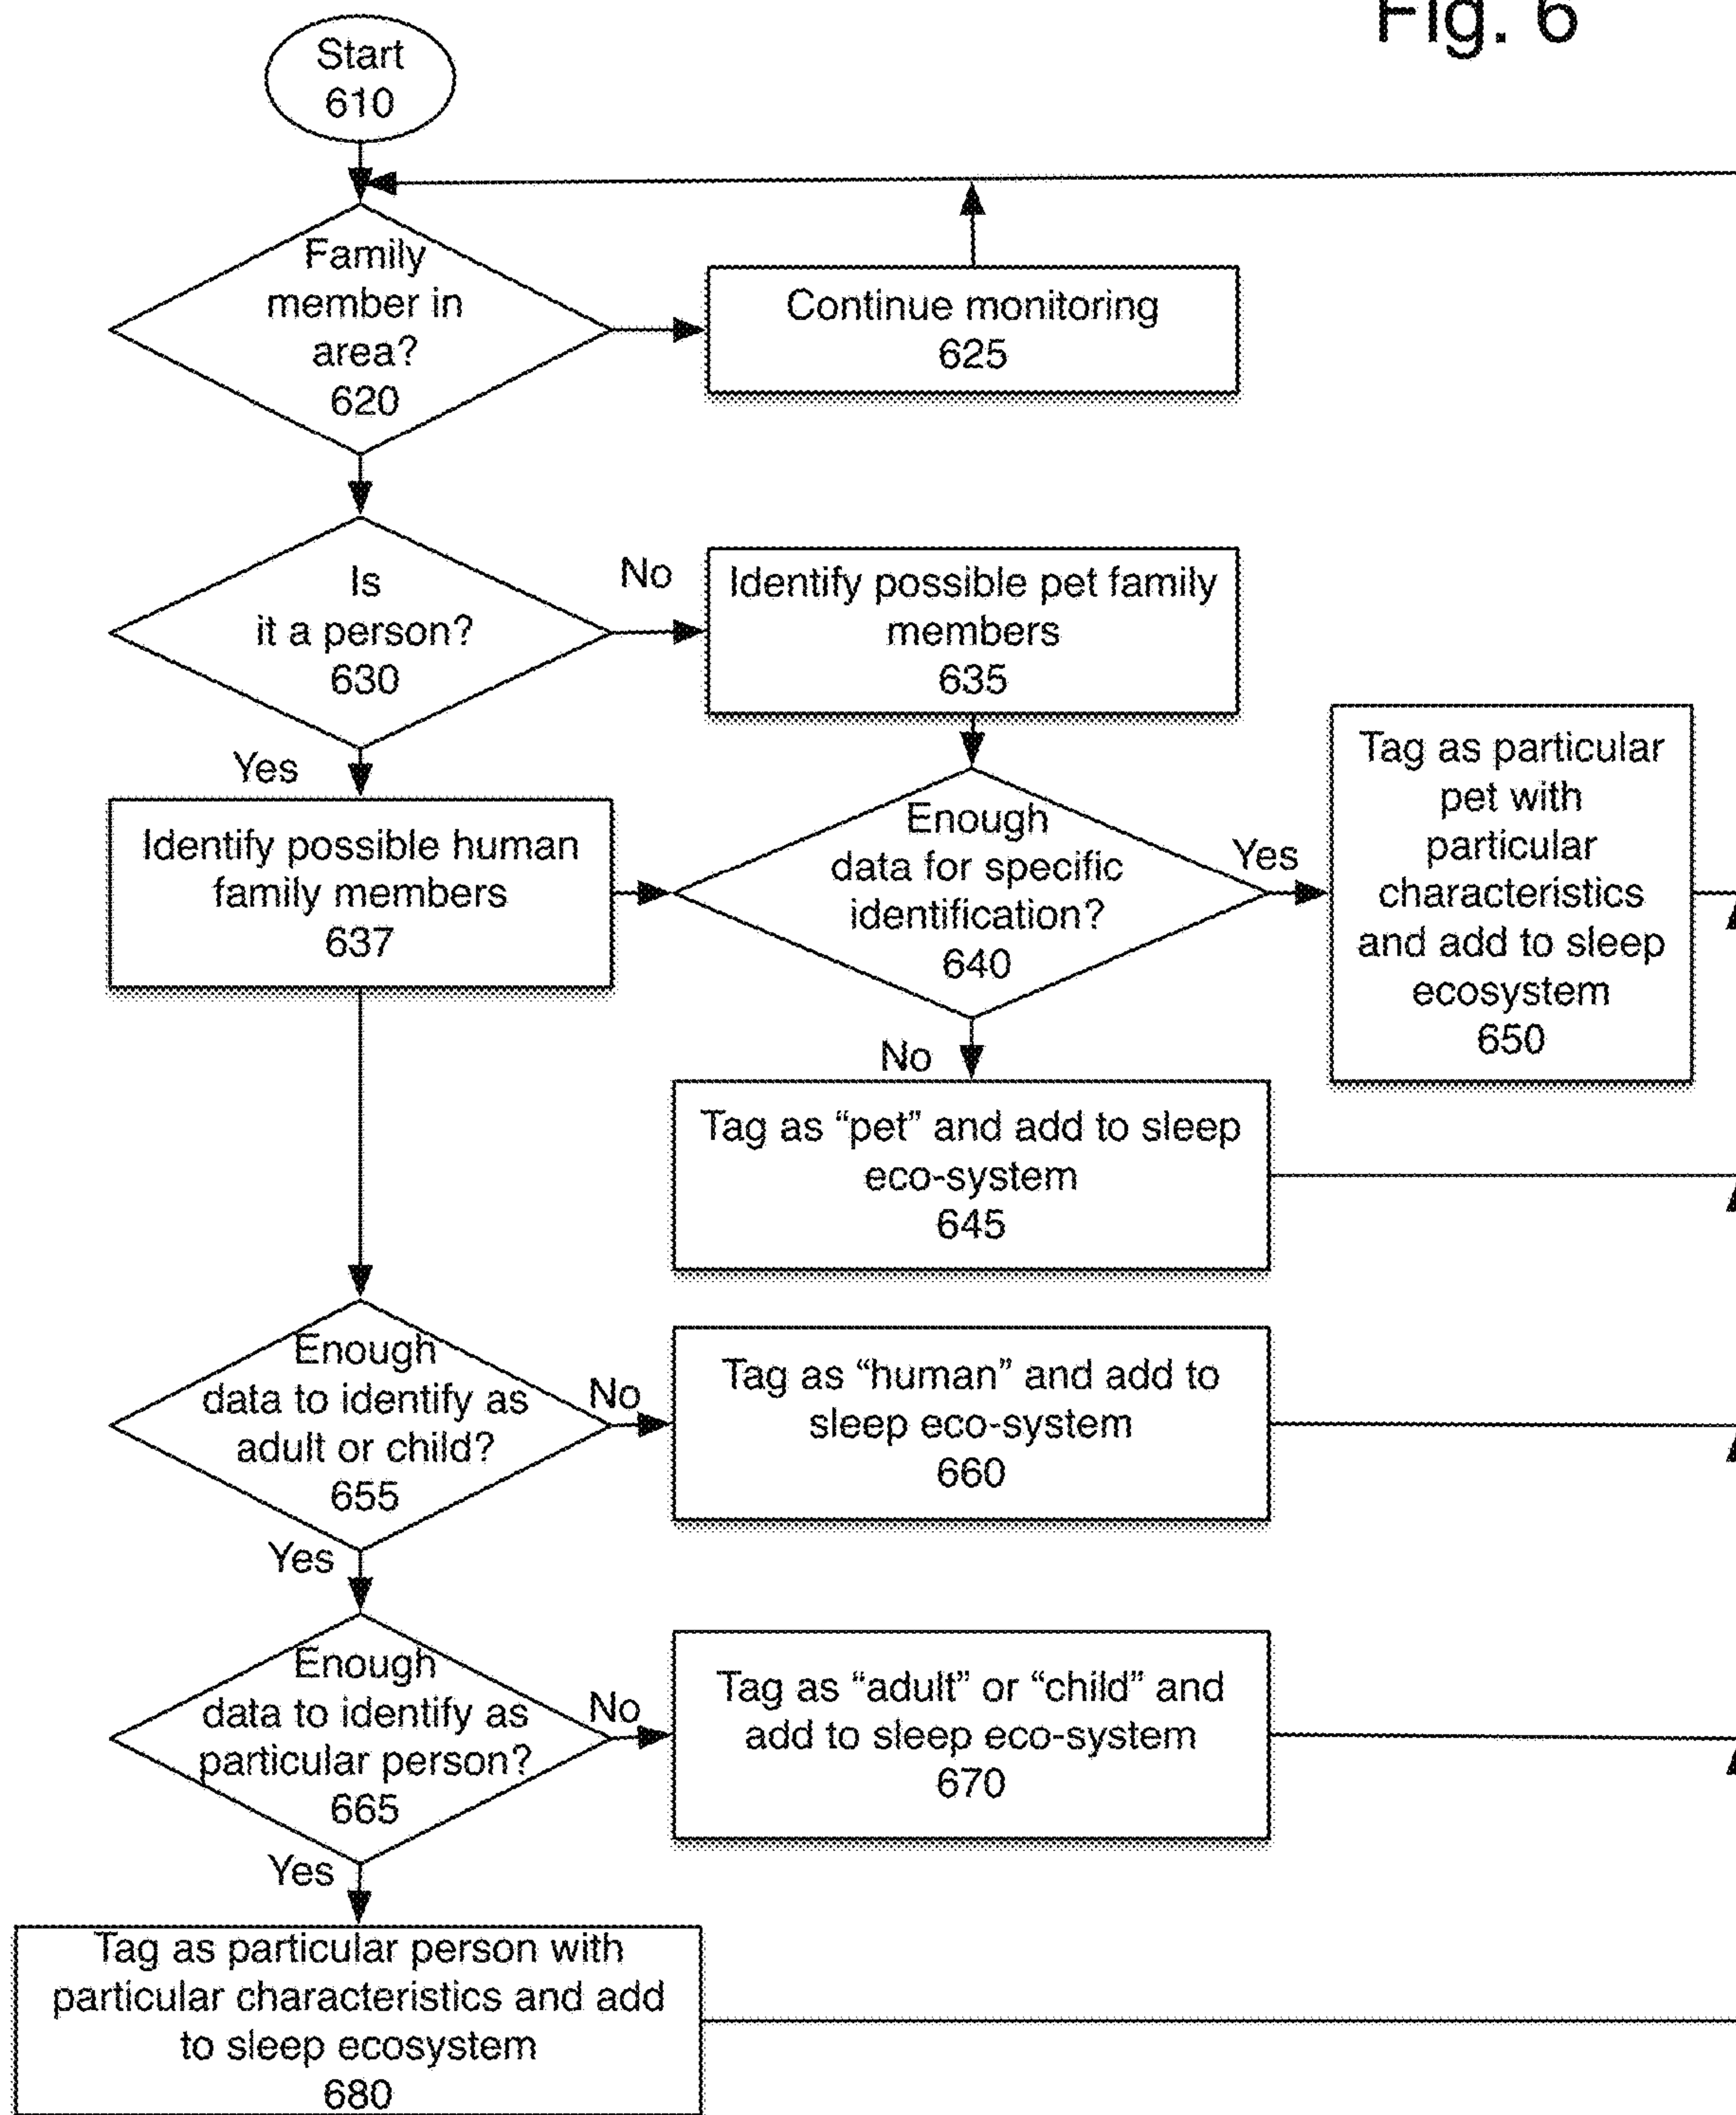 Fig. 6
Start
610
Family
member in
area?
620
Continue monitoring
625
Is
it a person?
630
No
Identify possible pet family
members
635
Yes
Identify possible human
family members
637
Enough
data for specific
identification?
640
Yes
Tag as particular
pet with
particular
characteristics
and add to sleep
ecosystem
650
No
Tag as “pet” and add to sleep
eco-system
645
Enough
data to identify as
adult or child?
655
No
Tag as “human” and add to
sleep eco-system
660
Yes
Enough
data to identify as
particular person?
665
No
Tag as “adult” or “child” and
add to sleep eco-system
670
Yes
Tag as particular person with
particular characteristics and add
to sleep ecosystem
680